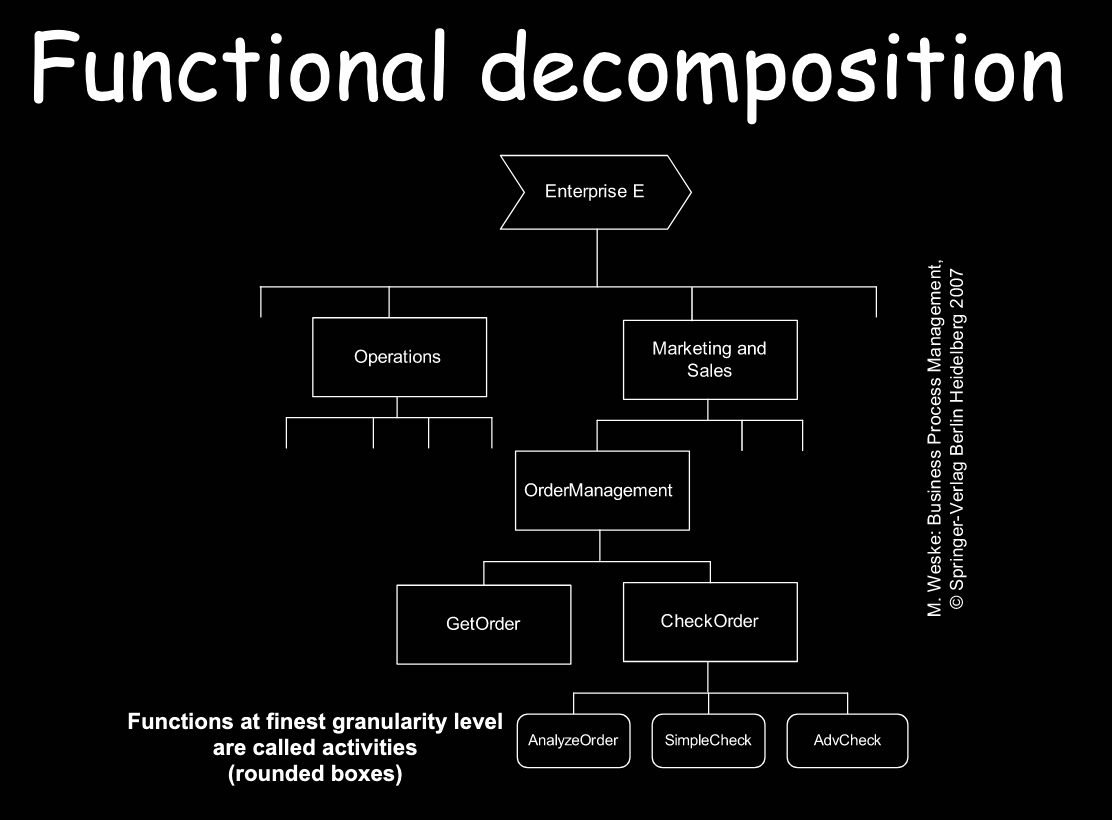 Functional decomposition
Enterprise E
Operations
Marketing and
Sales
OrderManagement
GetOrder
CheckOrder
AnalyzeOrder
SimpleCheck
AdvCheck
Functions at finest granularity level
are called activities
(rounded boxes)
M. Weske: Business Process Management,
© Springer-Verlag Berlin Heidelberg 2007